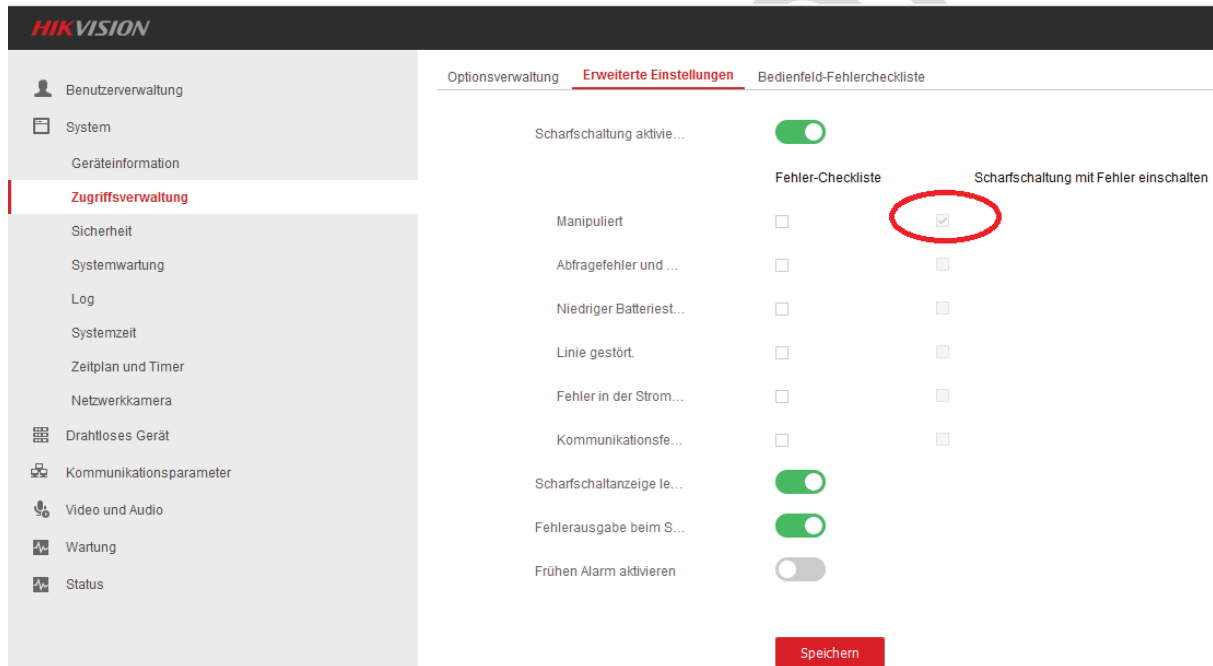 HIKVISION
Optionsverwaltung Erweiterte Einstellungen Bedienfeld-Fehlercheckliste
Benutzerverwaltung
System
Geräteinformation
Zugriffsverwaltung
Sicherheit
Systemwartung
Log
Systemzeit
Zeitplan und Timer
Netzwerkkamera
Drahtloses Gerät
Kommunikationsparameter
Video und Audio
Wartung
Status
Scharfschaltung aktivie...
Fehler-Checkliste Scharfschaltung mit Fehler einschalten
Manipuliert
Abfragefehler und ...
Niedriger Batteriest...
Linie gestört.
Fehler in der Strom...
Kommunikationsfe...
Scharfschaltanzeige le...
Fehlerausgabe beim S...
Frühen Alarm aktivieren
Speichern